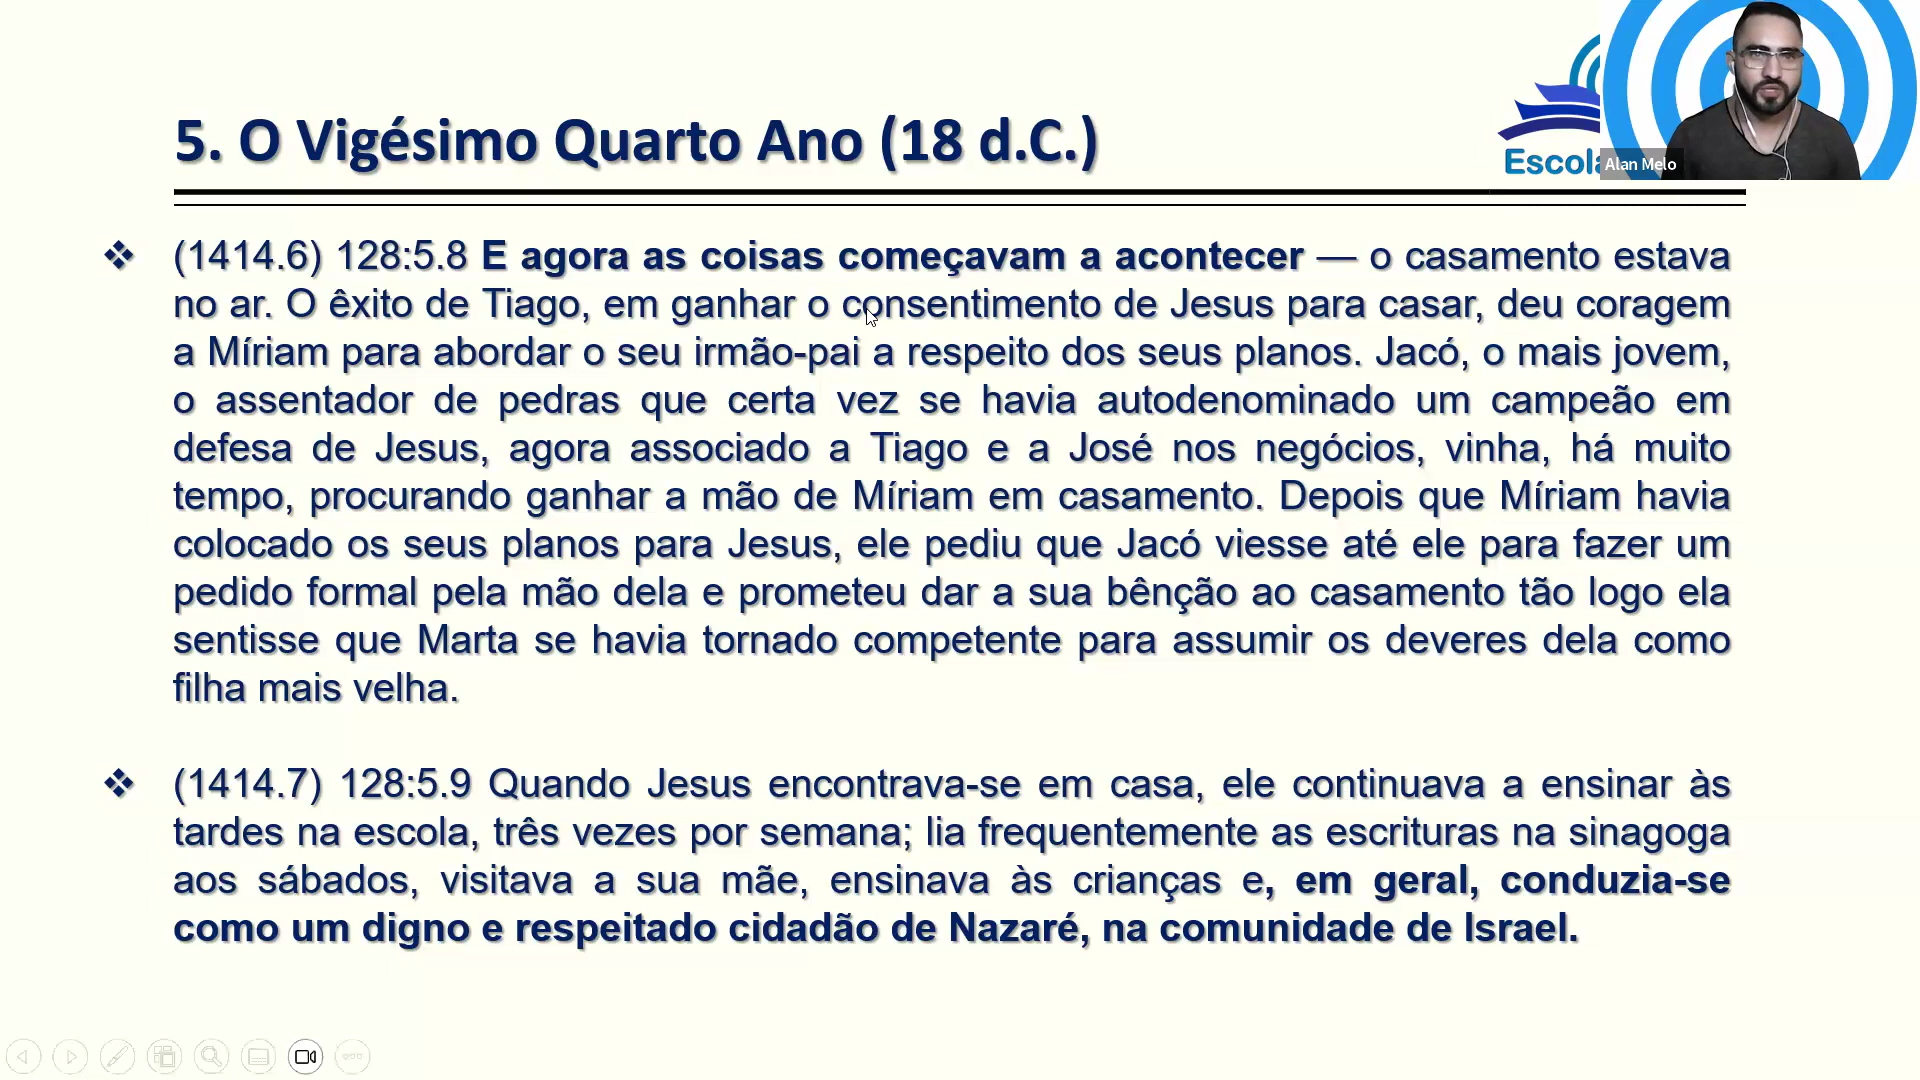 5. O Vigésimo Quarto Ano (18 d.C.)
Escola
Alan Melo
(1414.6) 128:5.8 E agora as coisas começavam a acontecer — o casamento estava
no ar. O êxito de Tiago, em ganhar o consentimento de Jesus para casar, deu coragem
a Míriam para abordar o seu irmão-pai a respeito dos seus planos. Jacó, o mais jovem,
o assentador de pedras que certa vez se havia autodenominado um campeão em
defesa de Jesus, agora associado a Tiago e a José nos negócios, vinha, há muito
tempo, procurando ganhar a mão de Míriam em casamento. Depois que Míriam havia
colocado os seus planos para Jesus, ele pediu que Jacó viesse até ele para fazer um
pedido formal pela mão dela e prometeu dar a sua bênção ao casamento tão logo ela
sentisse que Marta se havia tornado competente para assumir os deveres dela como
filha mais velha.
(1414.7) 128:5.9 Quando Jesus encontrava-se em casa, ele continuava a ensinar às
tardes na escola, três vezes por semana; lia frequentemente as escrituras na sinagoga
aos sábados, visitava a sua mãe, ensinava às crianças e, em geral, conduzia-se
como um digno e respeitado cidadão de Nazaré, na comunidade de Israel.